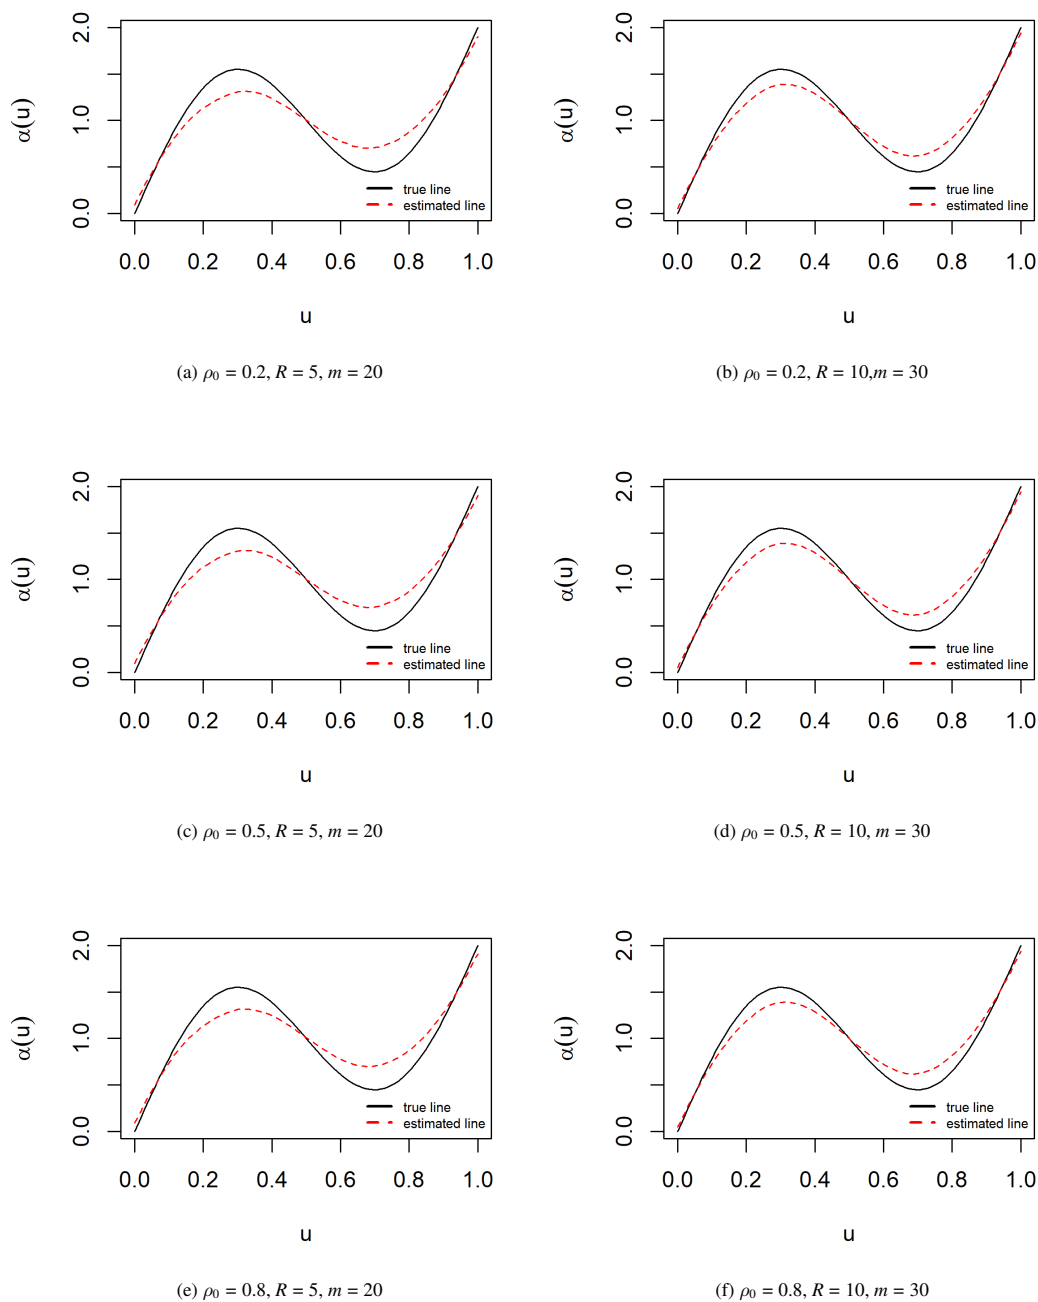 α(u)
2.0
1.0
0.0
true line
estimated line
0.0 0.2 0.4 0.6 0.8 1.0
u
(a) ρ₀ = 0.2, R = 5, m = 20
α(u)
2.0
1.0
0.0
true line
estimated line
0.0 0.2 0.4 0.6 0.8 1.0
u
(b) ρ₀ = 0.2, R = 10,m = 30
α(u)
2.0
1.0
0.0
true line
estimated line
0.0 0.2 0.4 0.6 0.8 1.0
u
(c) ρ₀ = 0.5, R = 5, m = 20
α(u)
2.0
1.0
0.0
true line
estimated line
0.0 0.2 0.4 0.6 0.8 1.0
u
(d) ρ₀ = 0.5, R = 10, m = 30
α(u)
2.0
1.0
0.0
true line
estimated line
0.0 0.2 0.4 0.6 0.8 1.0
u
(e) ρ₀ = 0.8, R = 5, m = 20
α(u)
2.0
1.0
0.0
true line
estimated line
0.0 0.2 0.4 0.6 0.8 1.0
u
(f) ρ₀ = 0.8, R = 10, m = 30